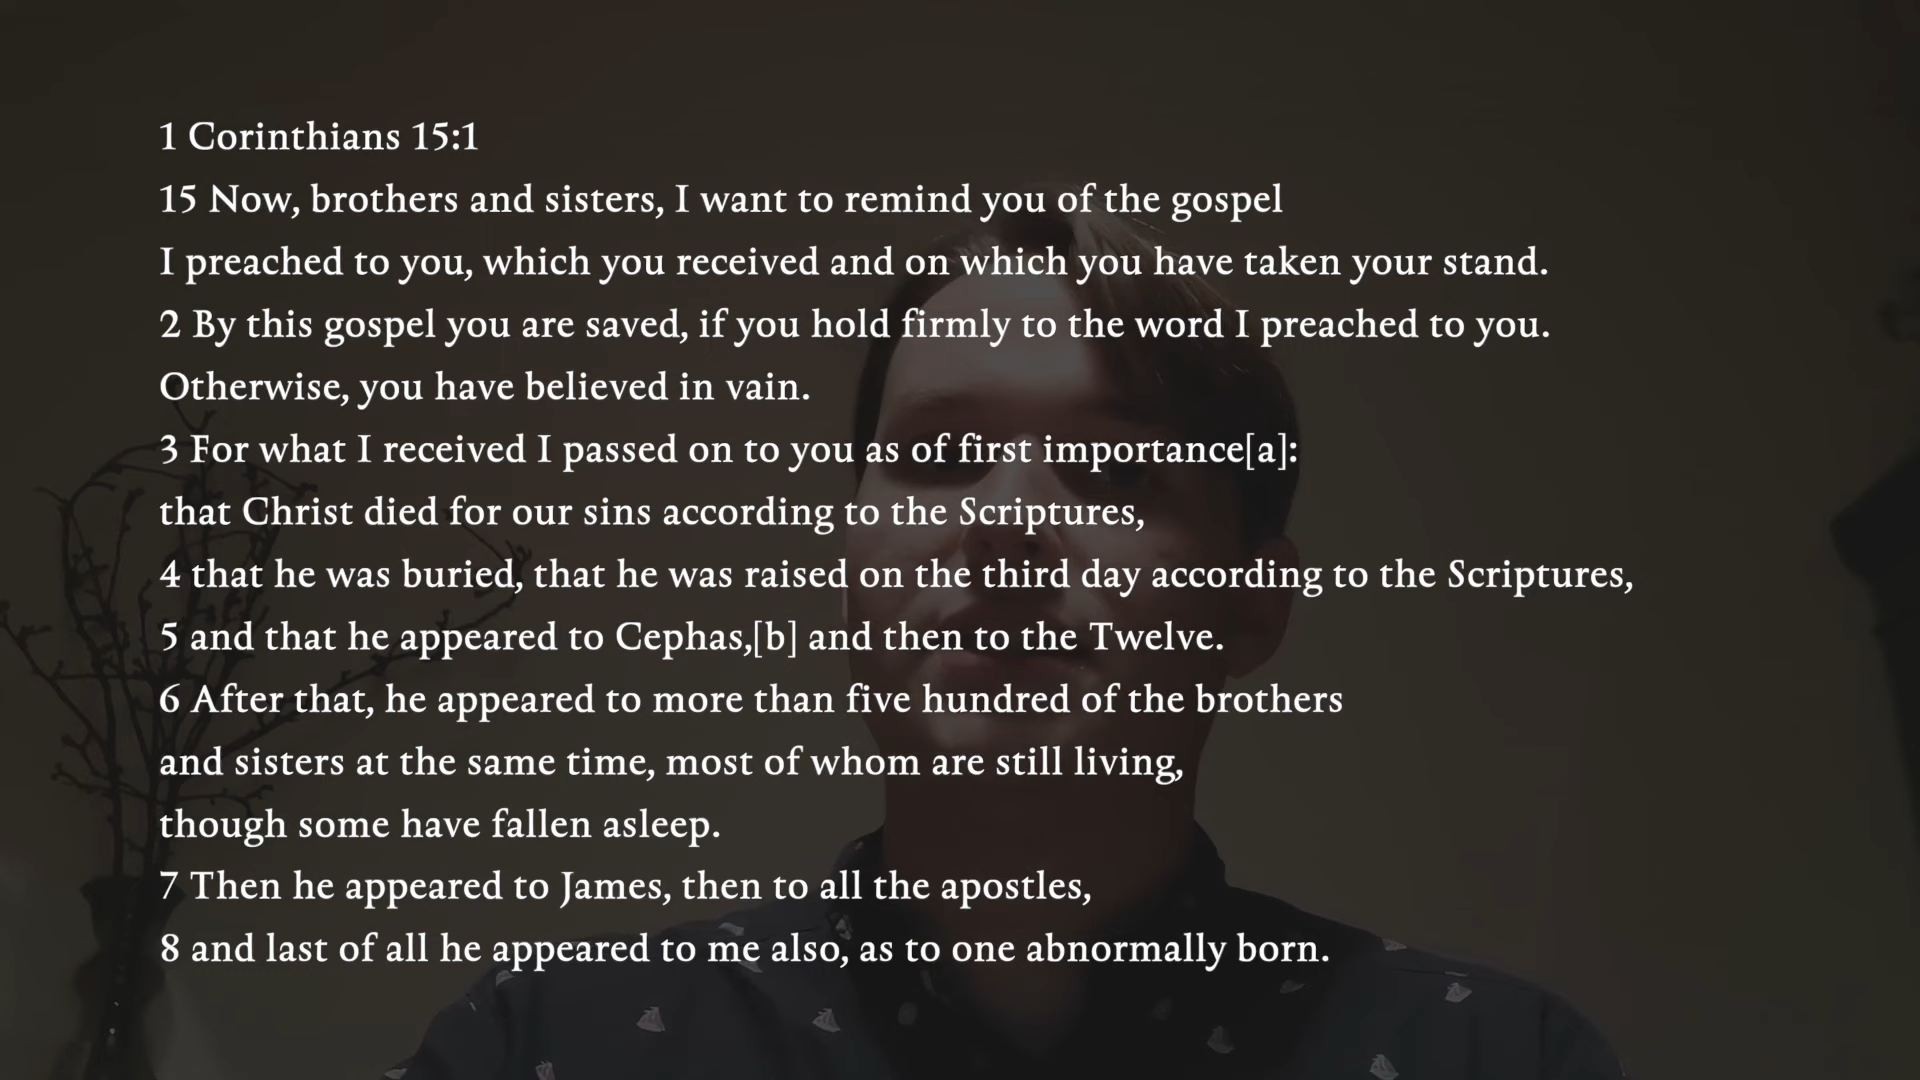 1 Corinthians 15:1
15 Now, brothers and sisters, I want to remind you of the gospel
I preached to you, which you received and on which you have taken your stand.
2 By this gospel you are saved, if you hold firmly to the word I preached to you.
Otherwise, you have believed in vain.
3 For what I received I passed on to you as of first importance[a]:
that Christ died for our sins according to the Scriptures,
4 that he was buried, that he was raised on the third day according to the Scriptures,
5 and that he appeared to Cephas,[b] and then to the Twelve.
6 After that, he appeared to more than five hundred of the brothers
and sisters at the same time, most of whom are still living,
though some have fallen asleep.
7 Then he appeared to James, then to all the apostles,
8 and last of all he appeared to me also, as to one abnormally born.